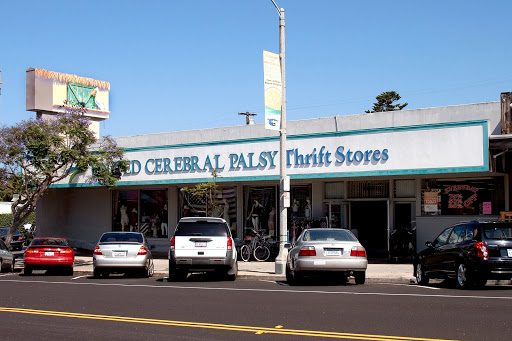 ED CEREBRAL PALSY Thrift Stores